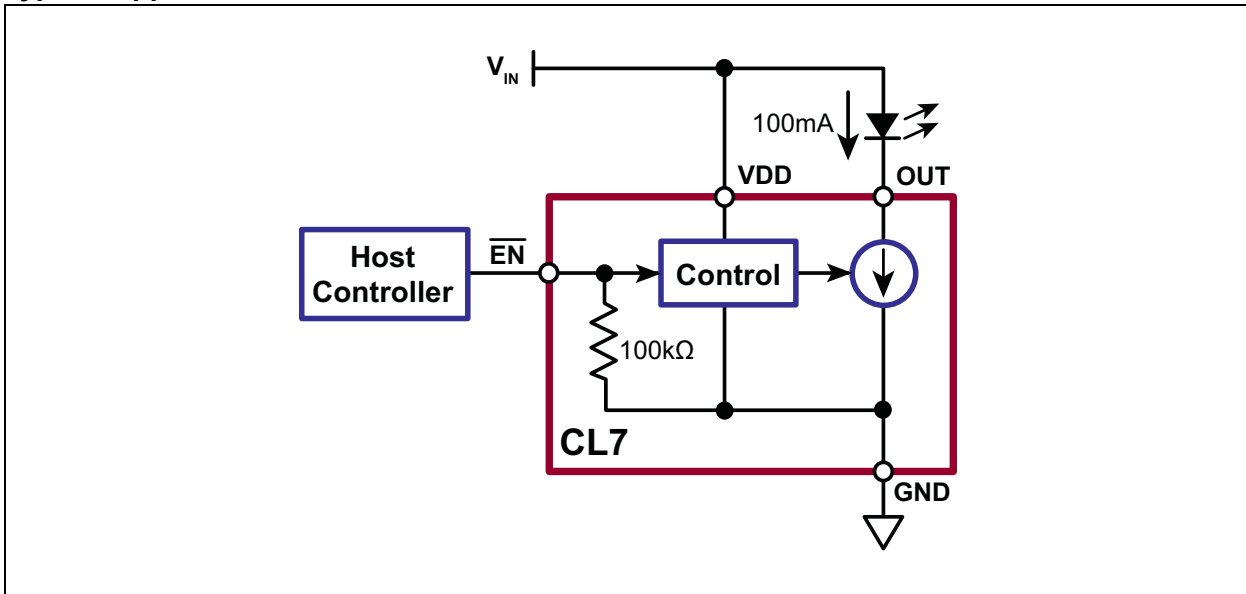 V_IN
100mA
VDD
OUT
Host
Controller
EN
Control
100kΩ
CL7
GND